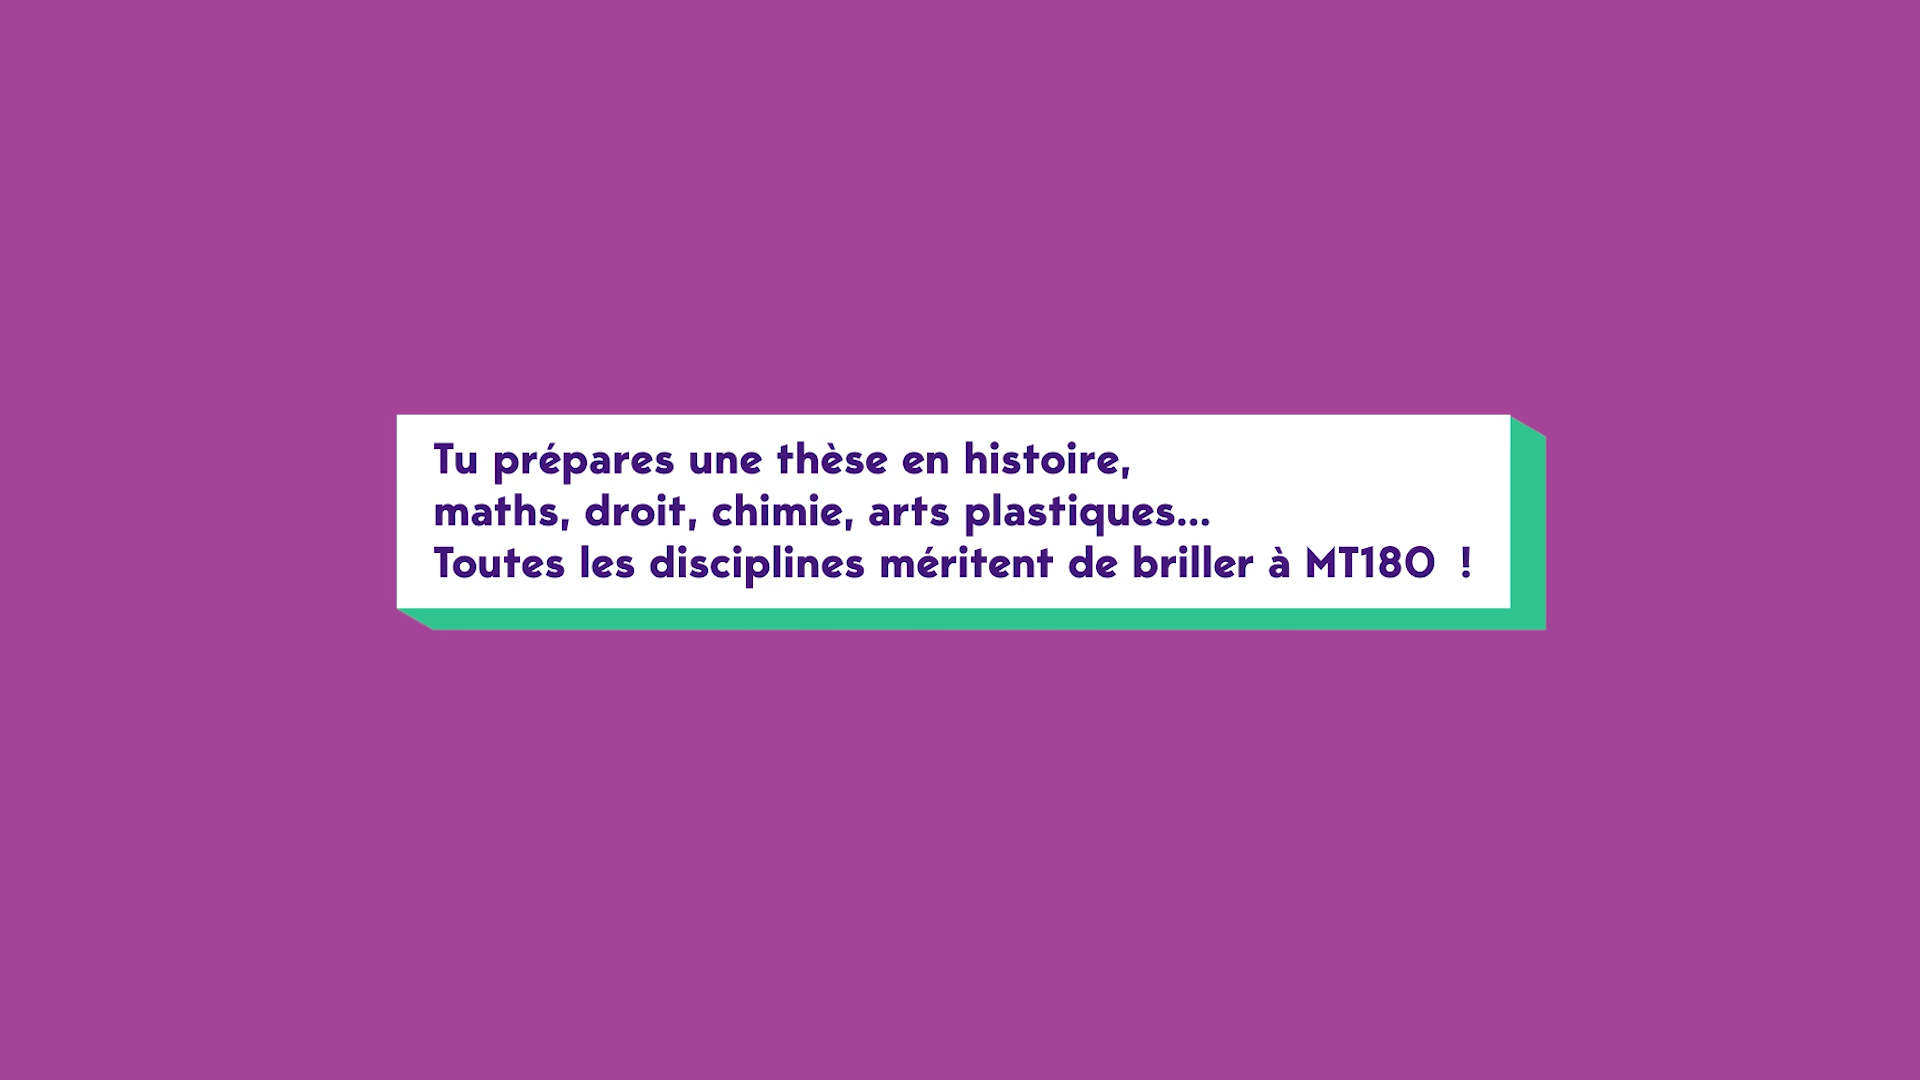 Tu prépares une thèse en histoire,
maths, droit, chimie, arts plastiques...
Toutes les disciplines méritent de briller à MT180 !